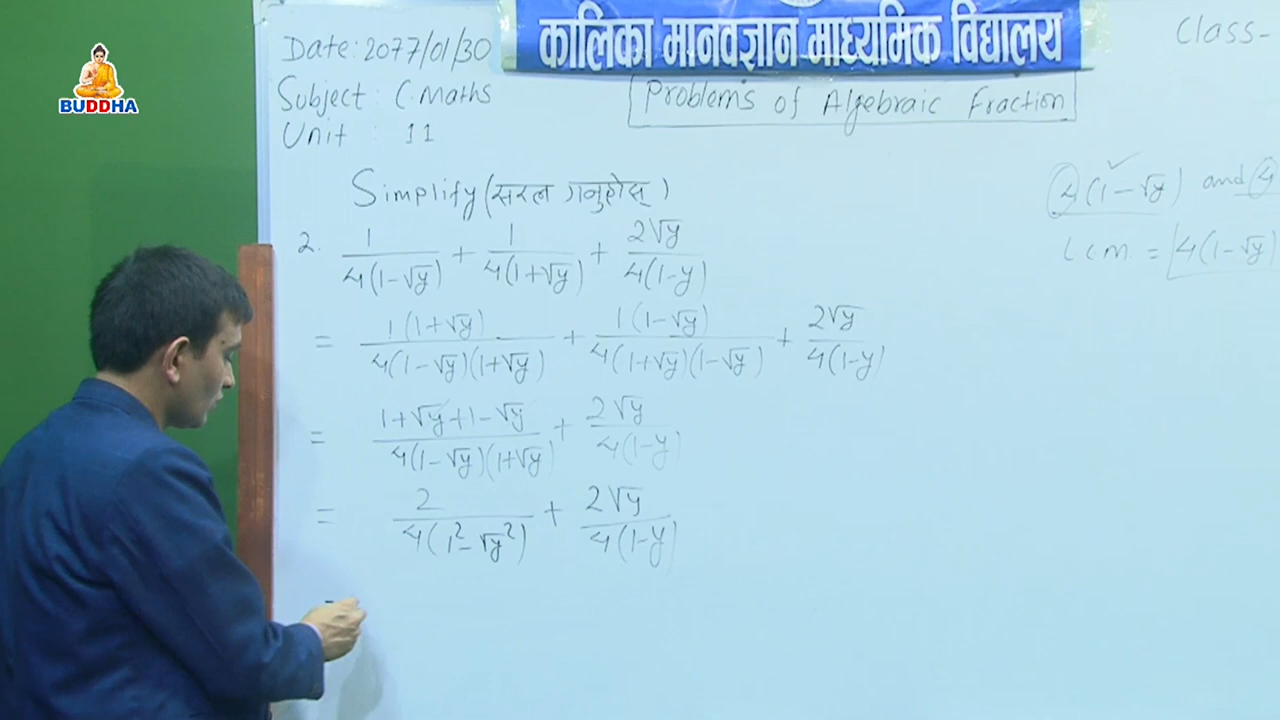 BUDDHA
कालिका मानवज्ञान माध्यमिक विद्यालय
Date: 2077/01/30
Subject : C. Maths
Unit : 11
Class-
Problems of Algebraic Fraction
Simplify (सरल गर्नुहोस्)
2. 1/4(1-√y) + 1/4(1+√y) + 2√y/4(1-y)
= 1(1+√y)/4(1-√y)(1+√y) + 1(1-√y)/4(1+√y)(1-√y) + 2√y/4(1-y)
= 1+√y+1-√y/4(1-√y)(1+√y) + 2√y/4(1-y)
= 2/4(1²-√y²) + 2√y/4(1-y)
4(1-√y) and 4
LCM = 4(1-√y)